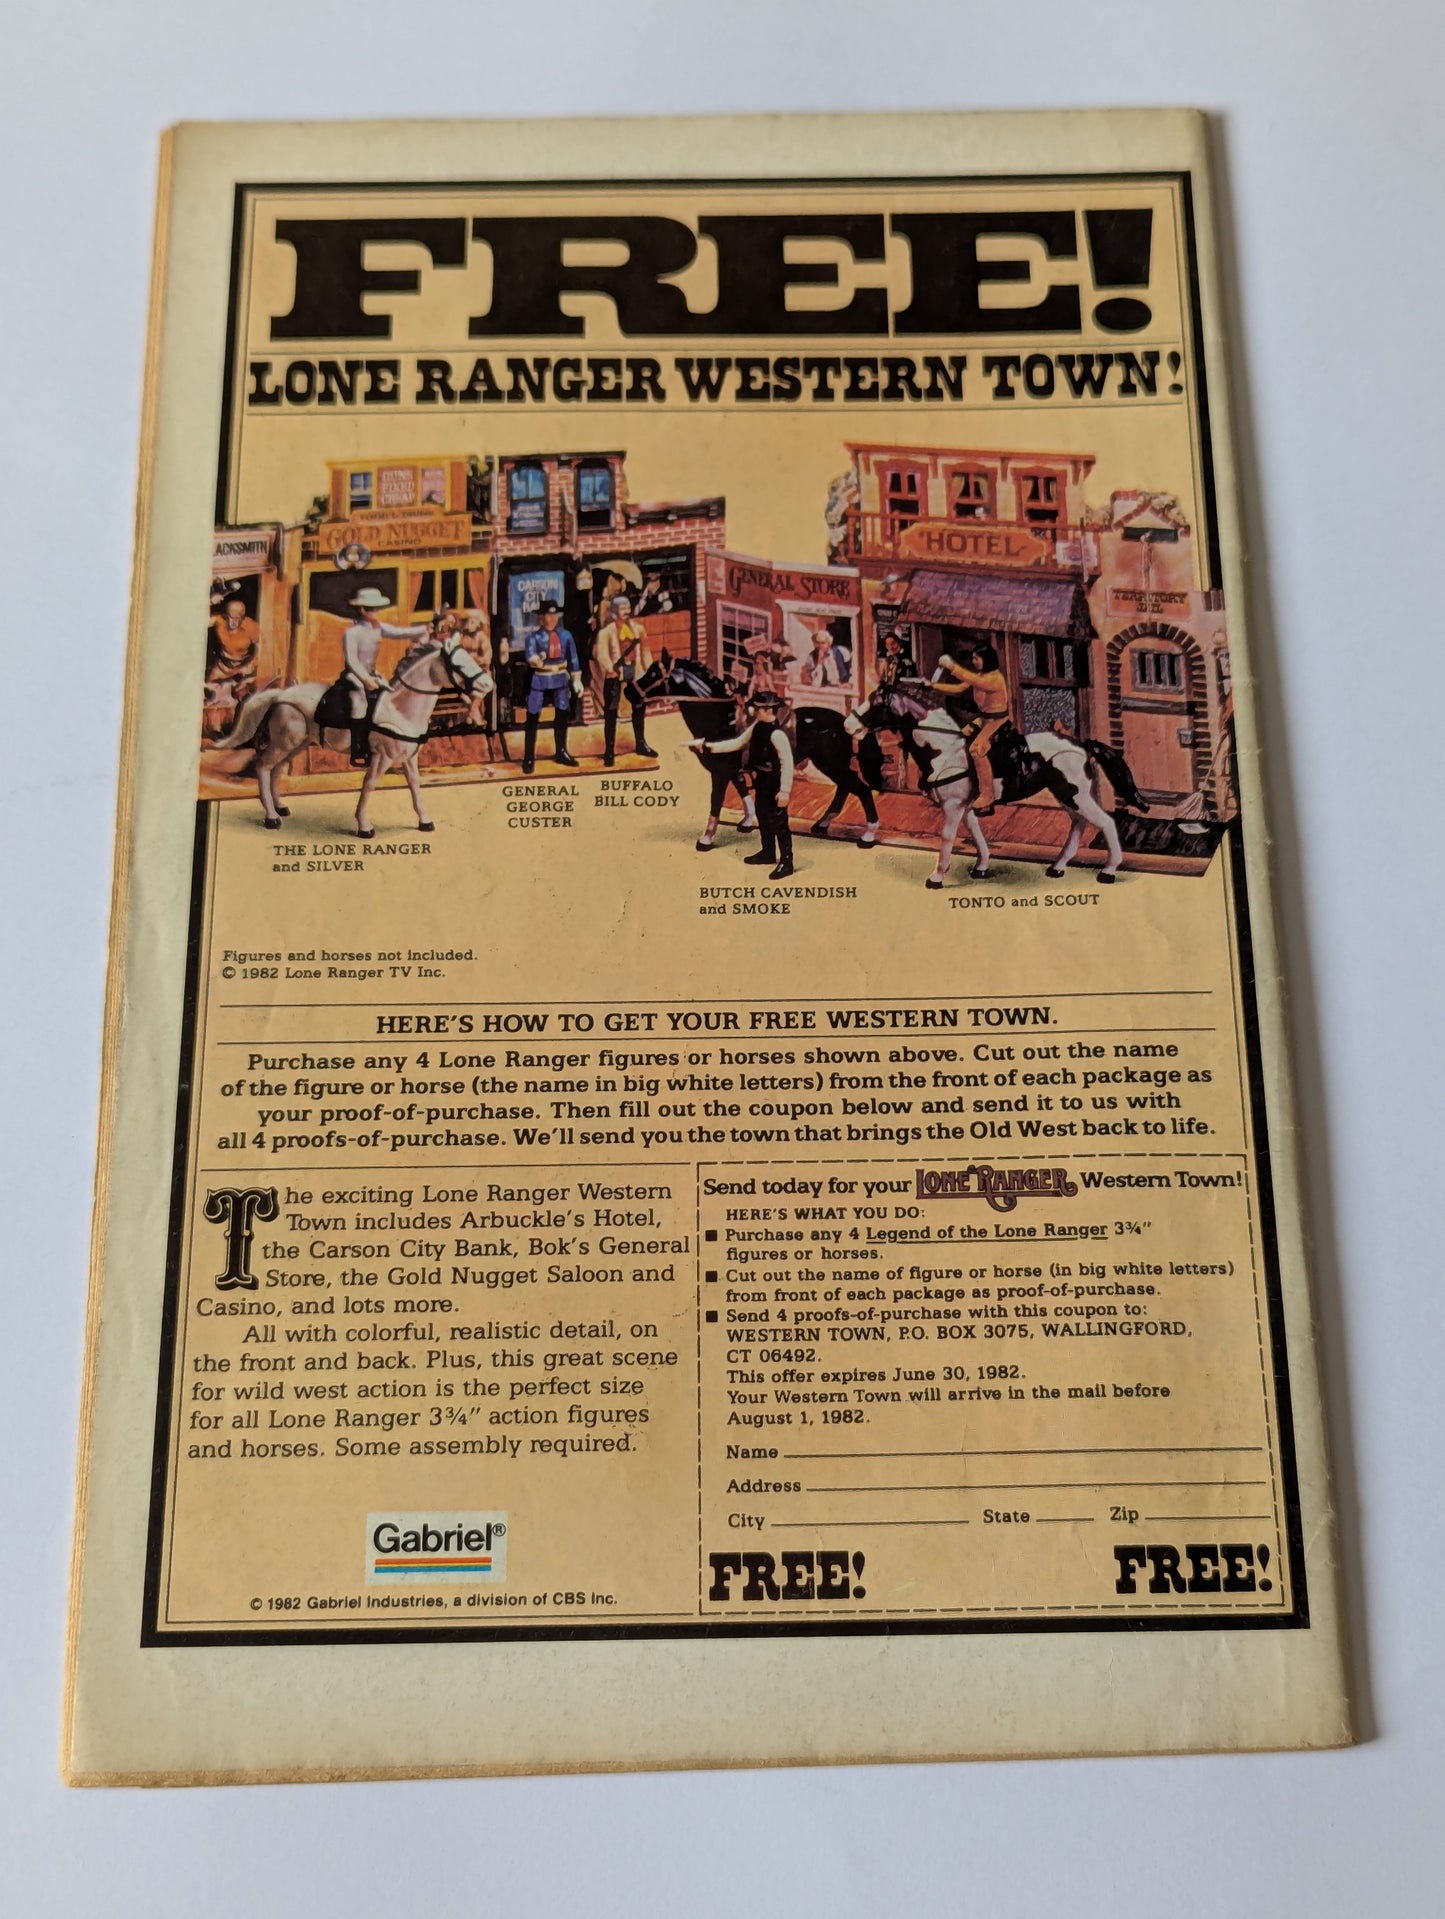 FREE!
LONE RANGER WESTERN TOWN!
GUNS
FIXED
CHEAP
GOLD NUGGET
CASINO
ACKSMITH
CARSON
CITY
GENERAL STORE
HOTEL
THE LONE RANGER
and SILVER
GENERAL
GEORGE
CUSTER
BUFFALO
BILL CODY
BUTCH CAVENDISH
and SMOKE
TONTO and SCOUT
Figures and horses not included.
© 1982 Lone Ranger TV Inc.
HERE'S HOW TO GET YOUR FREE WESTERN TOWN.
Purchase any 4 Lone Ranger figures or horses shown above. Cut out the name
of the figure or horse (the name in big white letters) from the front of each package as
your proof-of-purchase. Then fill out the coupon below and send it to us with
all 4 proofs-of-purchase. We'll send you the town that brings the Old West back to life.
The exciting Lone Ranger Western
Town includes Arbuckle's Hotel,
the Carson City Bank, Bok's General
Store, the Gold Nugget Saloon and
Casino, and lots more.
All with colorful, realistic detail, on
the front and back. Plus, this great scene
for wild west action is the perfect size
for all Lone Ranger 3¾" action figures
and horses. Some assembly required.
Gabriel®
© 1982 Gabriel Industries, a division of CBS Inc.
Send today for your LONE RANGER Western Town!
HERE'S WHAT YOU DO:
■ Purchase any 4 Legend of the Lone Ranger 3¾"
figures or horses.
■ Cut out the name of figure or horse (in big white letters)
from front of each package as proof-of-purchase.
■ Send 4 proofs-of-purchase with this coupon to:
WESTERN TOWN, P.O. BOX 3075, WALLINGFORD,
CT 06492.
This offer expires June 30, 1982.
Your Western Town will arrive in the mail before
August 1, 1982.
Name
Address
City State Zip
FREE! FREE!